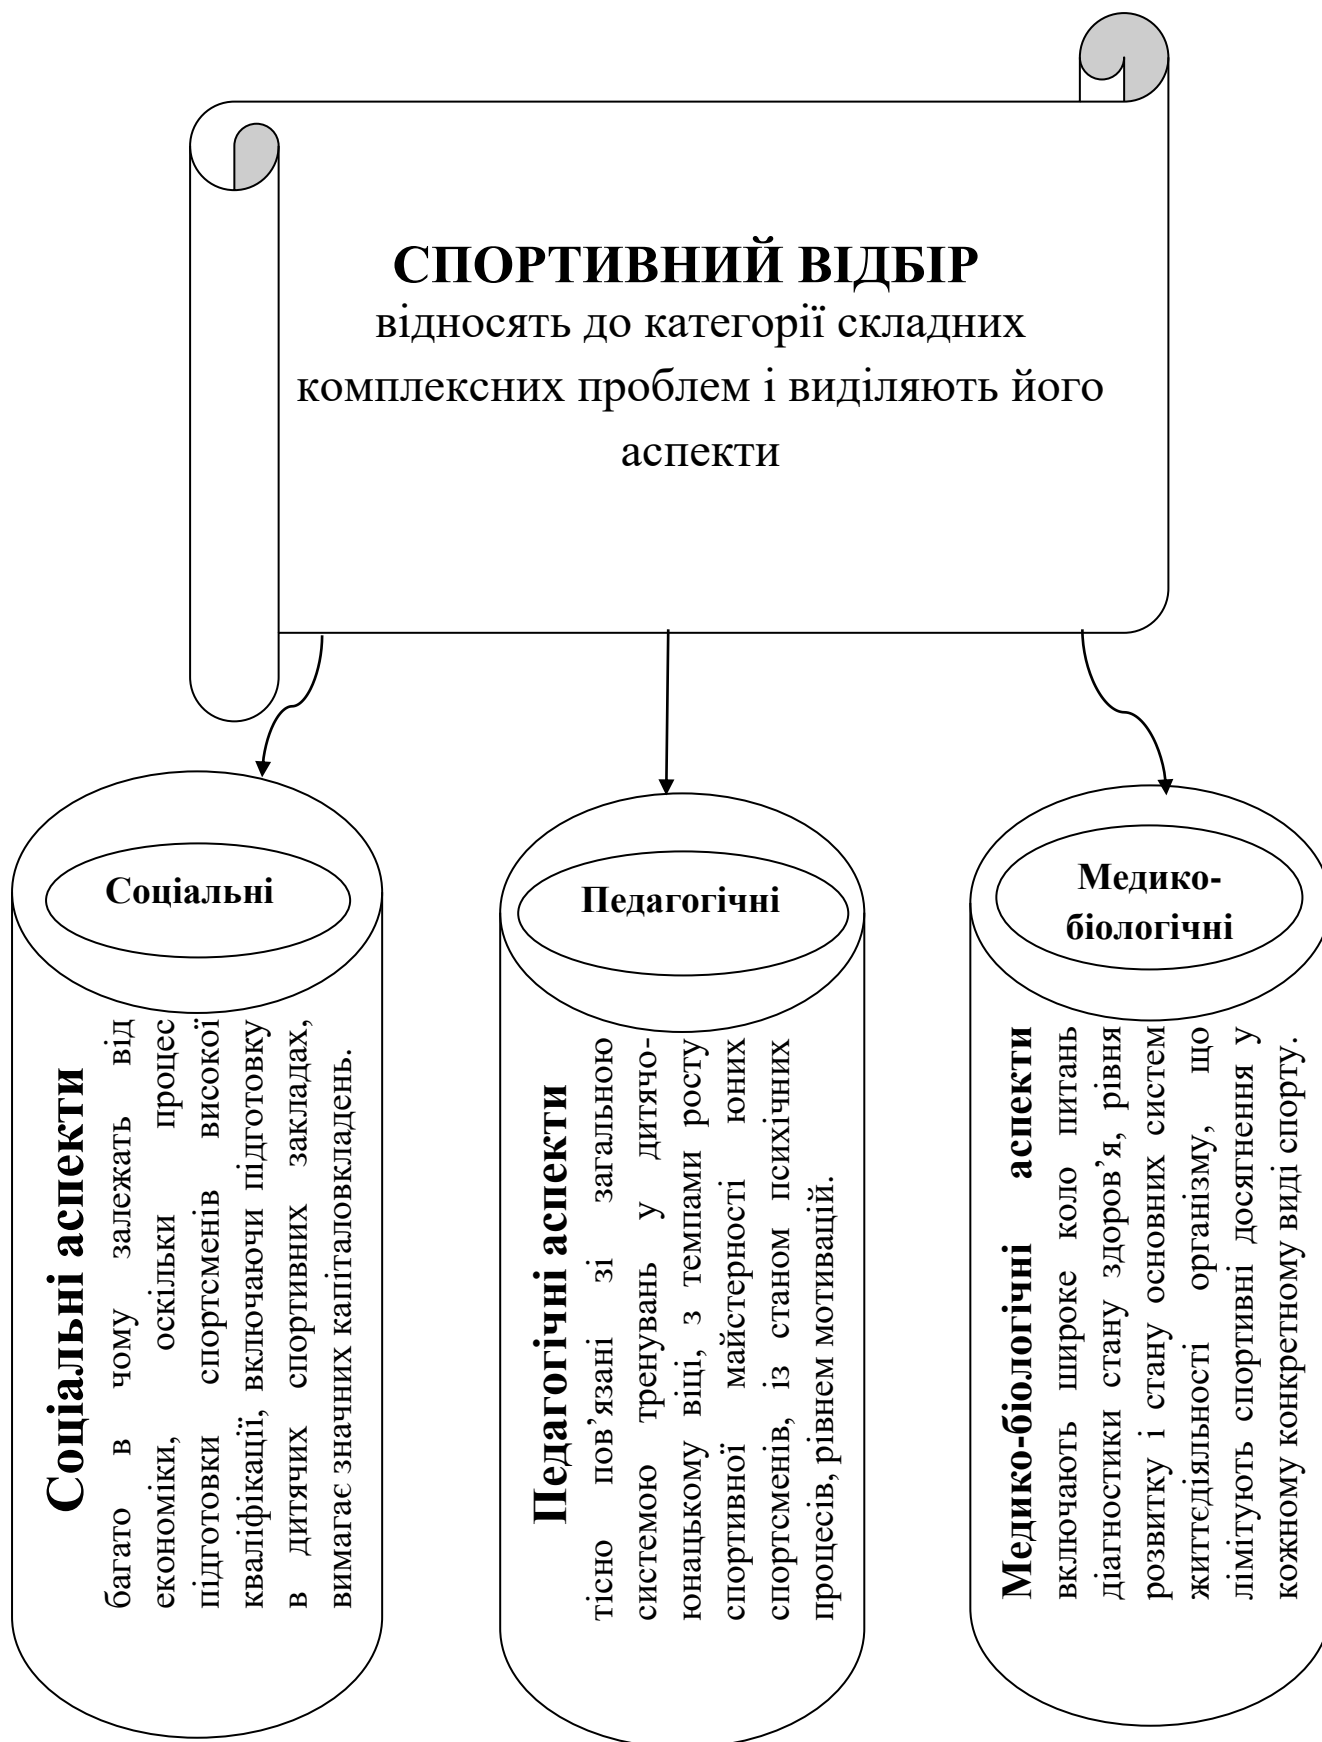 СПОРТИВНИЙ ВІДБІР
відносять до категорії складних
комплексних проблем і виділяють його
аспекти
Соціальні
Соціальні аспекти
багато в чому залежать від
економіки, оскільки процес
підготовки спортсменів високої
кваліфікації, включаючи підготовку
в дитячих спортивних закладах,
вимагає значних капіталовкладень.
Педагогічні
Педагогічні аспекти
тісно пов’язані зі загальною
системою тренувань у дитячо-
юнацькому віці, з темпами росту
спортивної майстерності юних
спортсменів, із станом психічних
процесів, рівнем мотивацій.
Медико-
біологічні
Медико-біологічні аспекти
включають широке коло питань
діагностики стану здоров’я, рівня
розвитку і стану основних систем
життєдіяльності організму, що
лімітують спортивні досягнення у
кожному конкретному виді спорту.